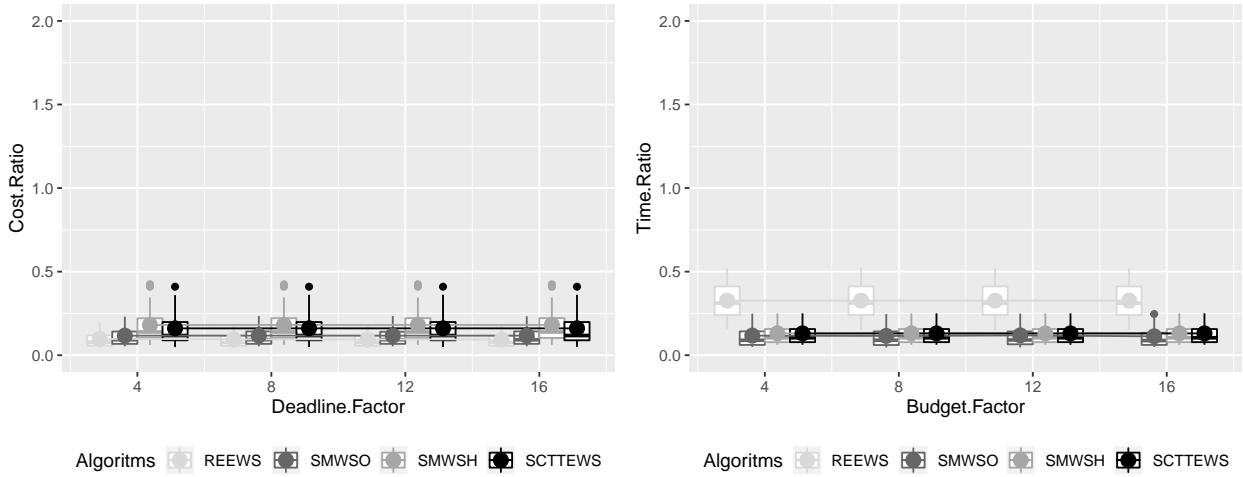 2.0
1.5
1.0
0.5
0.0
Cost.Ratio
4 8 12 16
Deadline.Factor
Algoritms REEWS SMWSO SMWSH SCTTEWS
2.0
1.5
1.0
0.5
0.0
Time.Ratio
4 8 12 16
Budget.Factor
Algoritms REEWS SMWSO SMWSH SCTTEWS